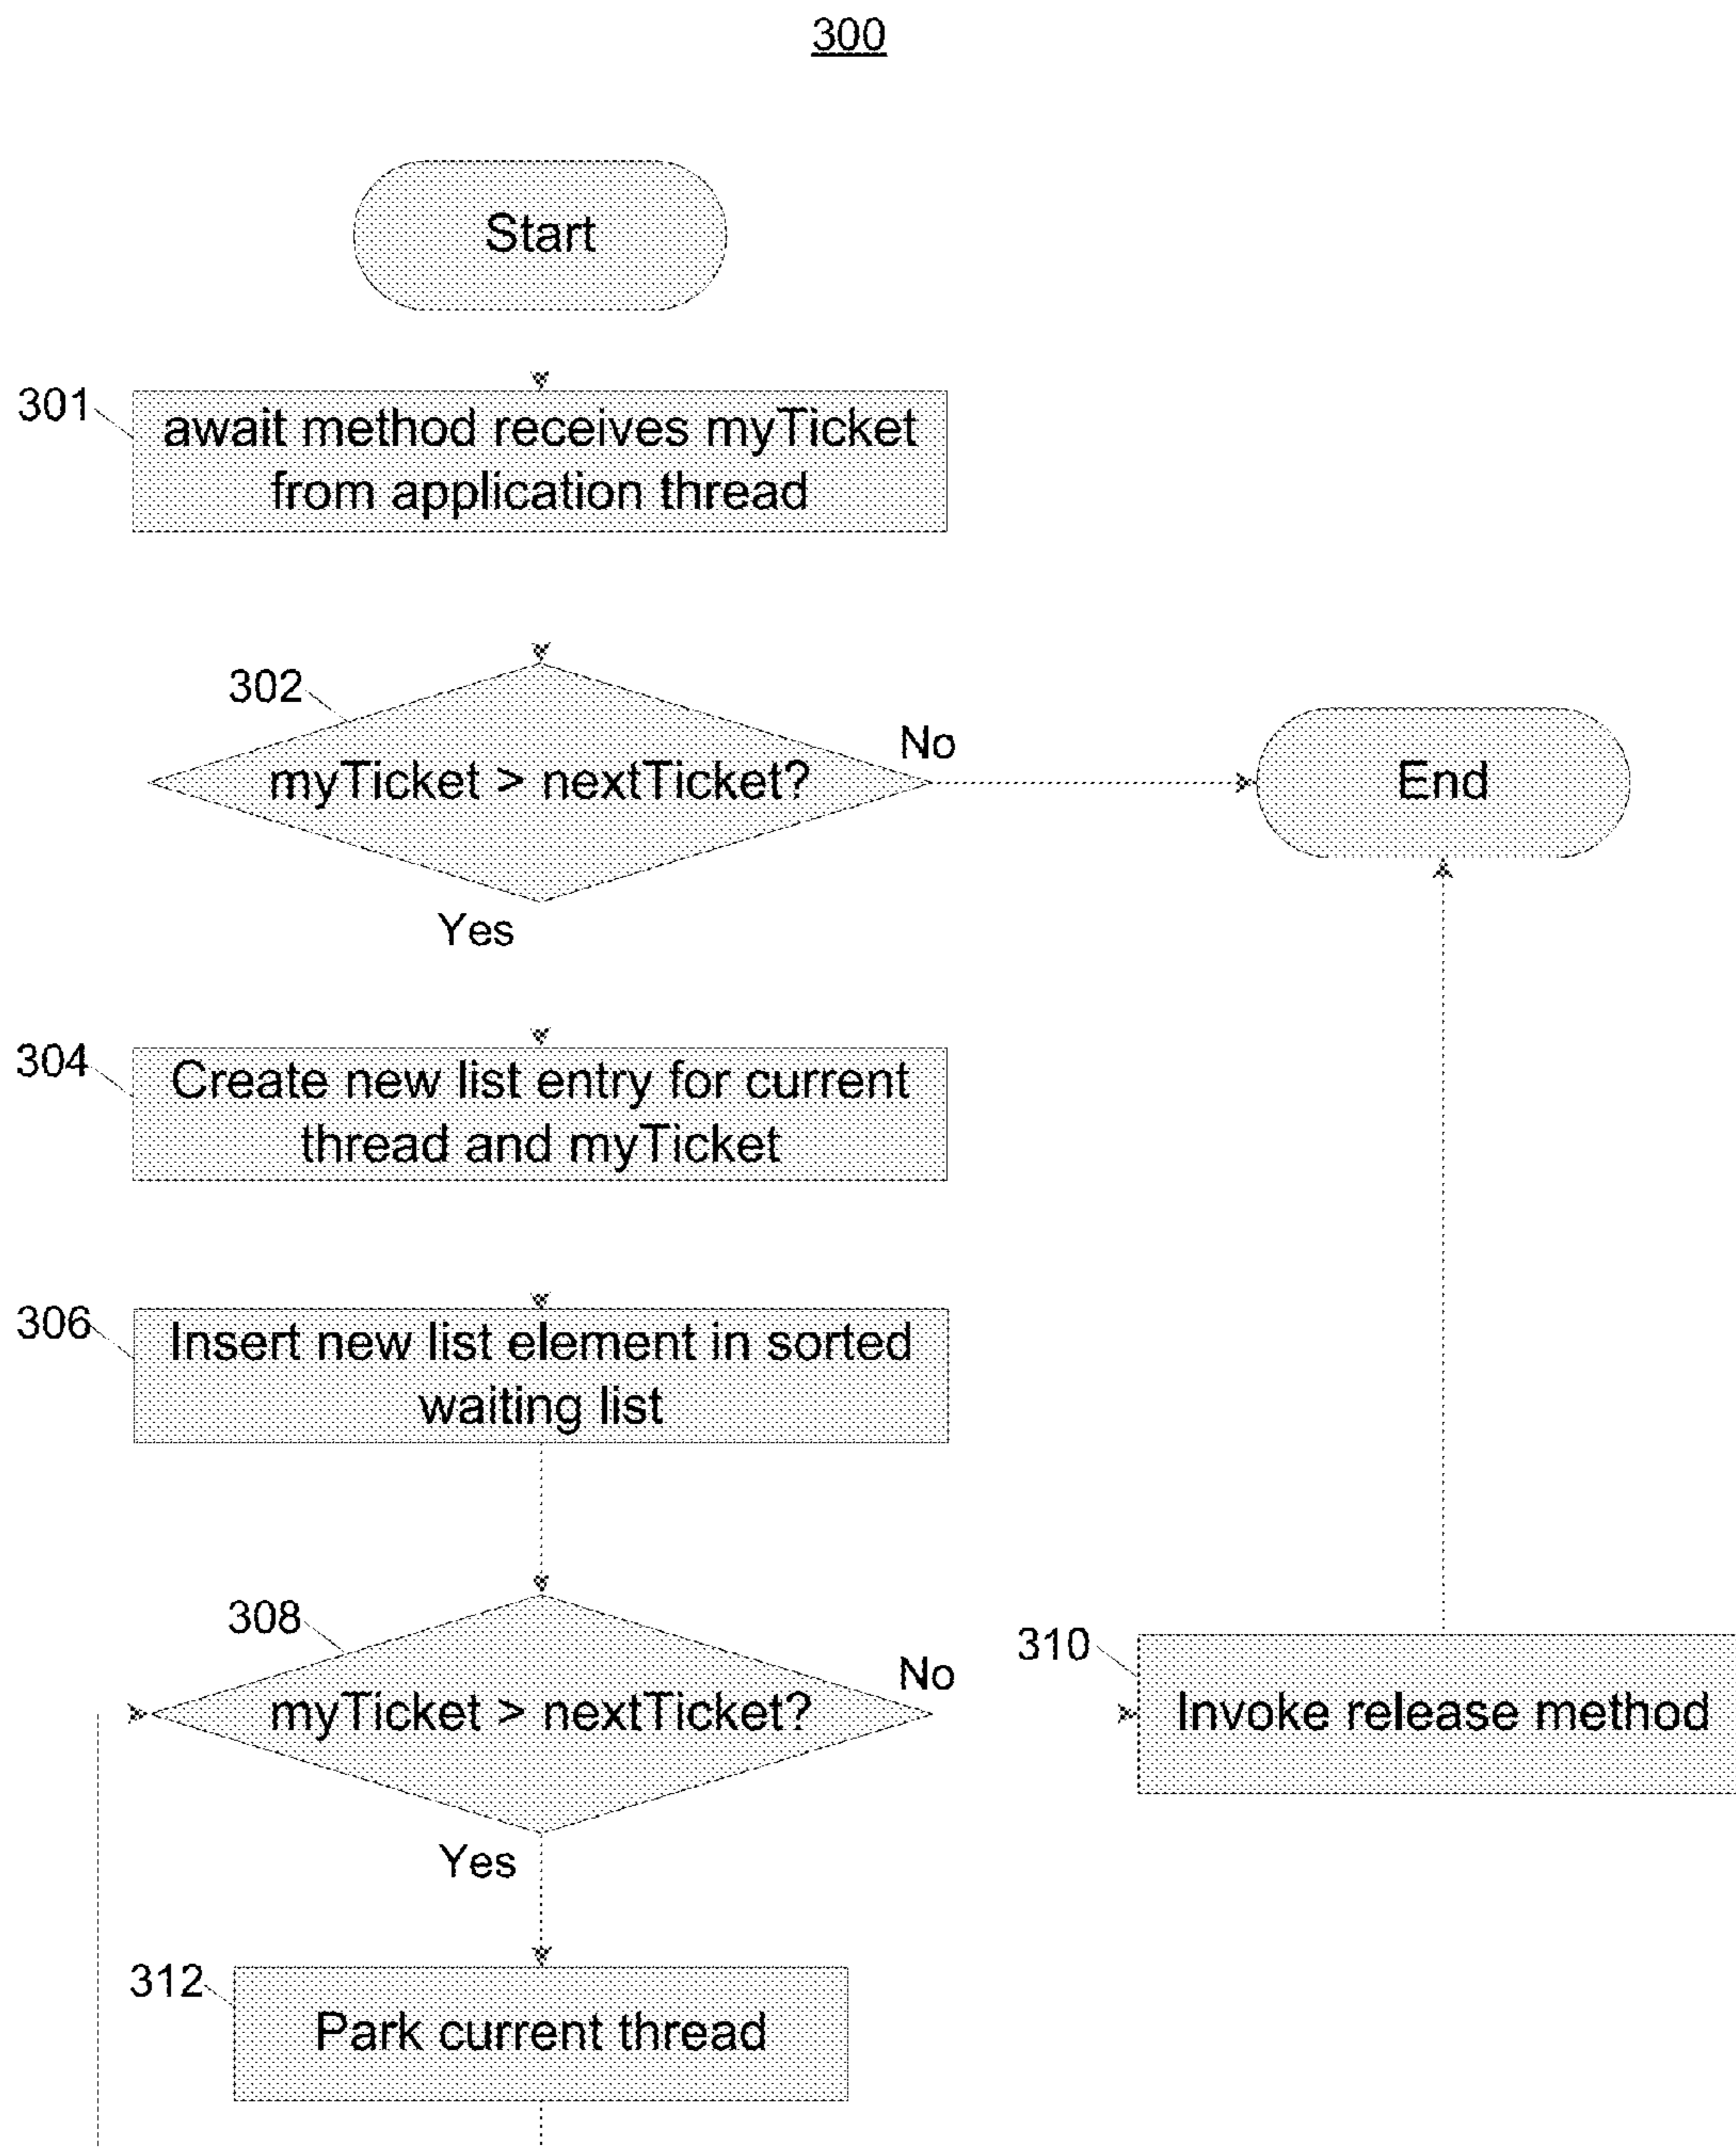 300
Start
301
await method receives myTicket
from application thread
302
myTicket > nextTicket?
No
End
Yes
304
Create new list entry for current
thread and myTicket
306
Insert new list element in sorted
waiting list
308
myTicket > nextTicket?
No
310
Invoke release method
Yes
312
Park current thread